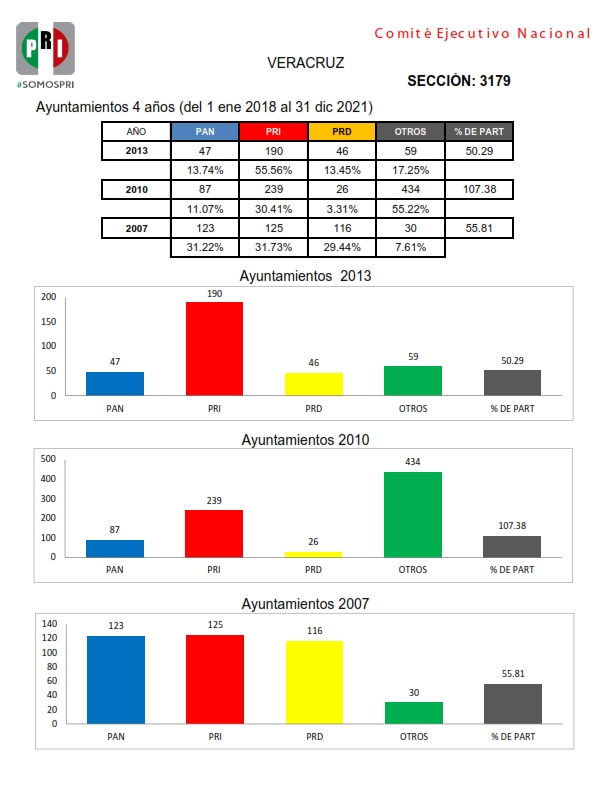 Comité Ejecutivo Nacional
PRI
#SOMOSPRI
VERACRUZ
SECCIÓN: 3179
Ayuntamientos 4 años (del 1 ene 2018 al 31 dic 2021)
AÑO PAN PRI PRD OTROS % DE PART
2013 47 190 46 59 50.29
13.74% 55.56% 13.45% 17.25%
2010 87 239 26 434 107.38
11.07% 30.41% 3.31% 55.22%
2007 123 125 116 30 55.81
31.22% 31.73% 29.44% 7.61%
Ayuntamientos 2013
200
150
100
50
0
47 190 46 59 50.29
PAN PRI PRD OTROS % DE PART
Ayuntamientos 2010
500
400
300
200
100
0
87 239 26 434 107.38
PAN PRI PRD OTROS % DE PART
Ayuntamientos 2007
140
120
100
80
60
40
20
0
123 125 116 30 55.81
PAN PRI PRD OTROS % DE PART